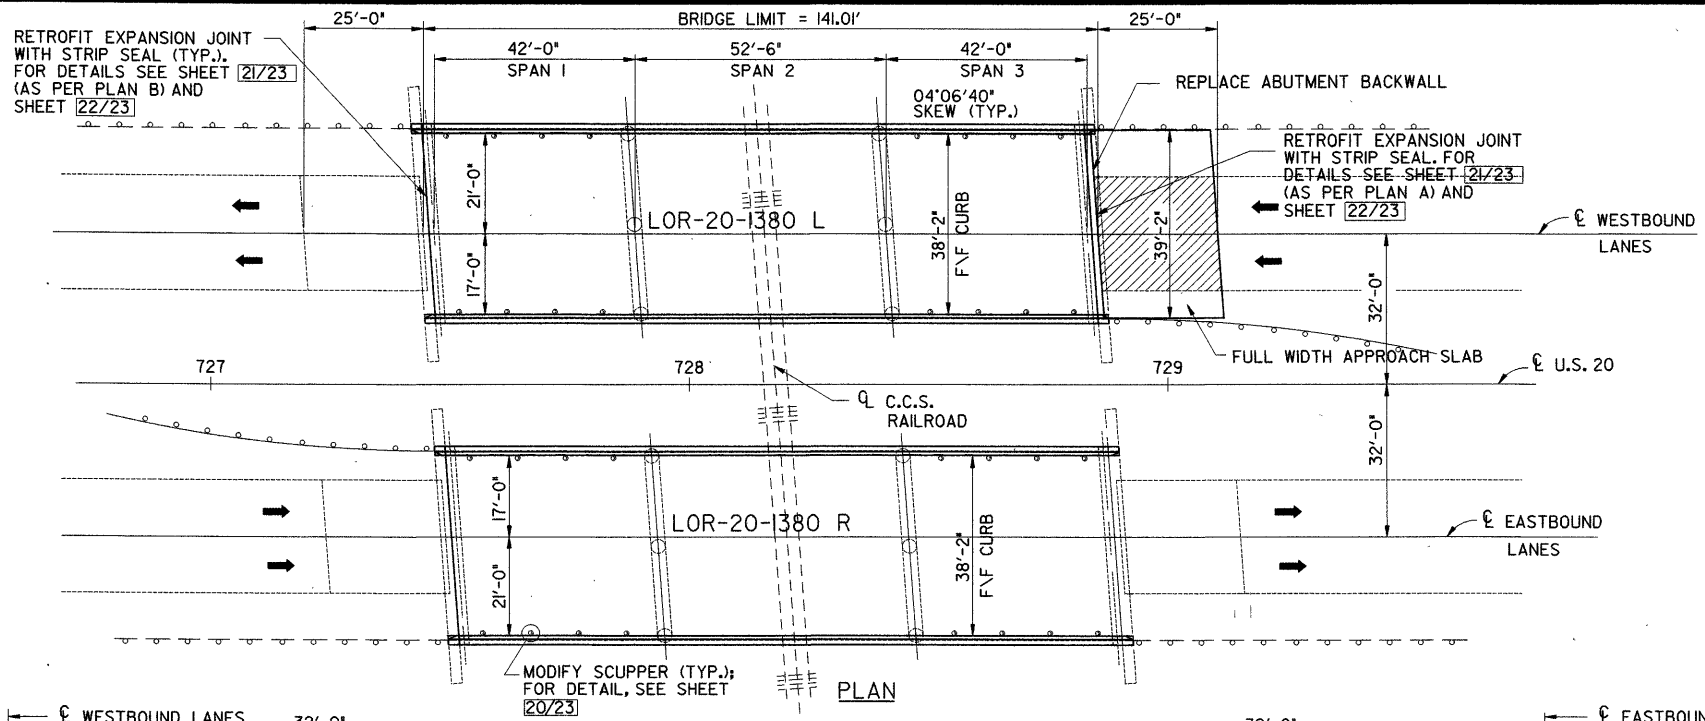 25'-0"
BRIDGE LIMIT = 141.01'
25'-0"
RETROFIT EXPANSION JOINT
WITH STRIP SEAL (TYP.).
FOR DETAILS SEE SHEET 21/23
(AS PER PLAN B) AND
SHEET 22/23
42'-0"
SPAN 1
52'-6"
SPAN 2
42'-0"
SPAN 3
04°06'40"
SKEW (TYP.)
REPLACE ABUTMENT BACKWALL
RETROFIT EXPANSION JOINT
WITH STRIP SEAL. FOR
DETAILS SEE SHEET 21/23
(AS PER PLAN A) AND
SHEET 22/23
21'-0"
17'-0"
LOR-20-1380 L
38'-2"
F\F CURB
39'-2"
℄ WESTBOUND
LANES
32'-0"
FULL WIDTH APPROACH SLAB
727
728
729
℄ U.S. 20
℄ C.C.S.
RAILROAD
32'-0"
17'-0"
21'-0"
LOR-20-1380 R
38'-2"
F\F CURB
℄ EASTBOUND
LANES
MODIFY SCUPPER (TYP.);
FOR DETAIL, SEE SHEET
20/23
PLAN
℄ WESTBOUND LANES
32'-0"
℄ EASTBOUN